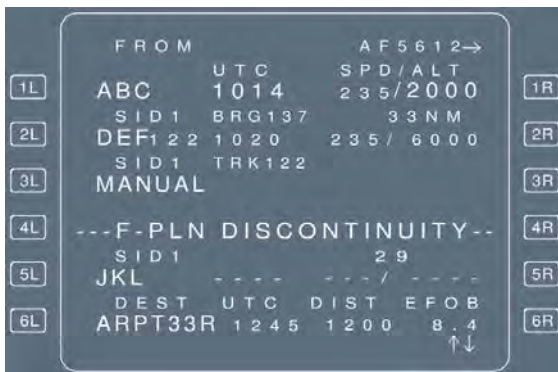 FROM AF5612→
UTC SPD/ALT
1L ABC 1014 235/2000 1R
SID1 BRG137 33NM
2L DEF122 1020 235/ 6000 2R
SID1 TRK122
3L MANUAL 3R
4L ---F-PLN DISCONTINUITY-- 4R
SID1 29
5L JKL ---- ---/ ---- 5R
DEST UTC DIST EFOB
6L ARPT33R 1245 1200 8.4 6R
↑↓